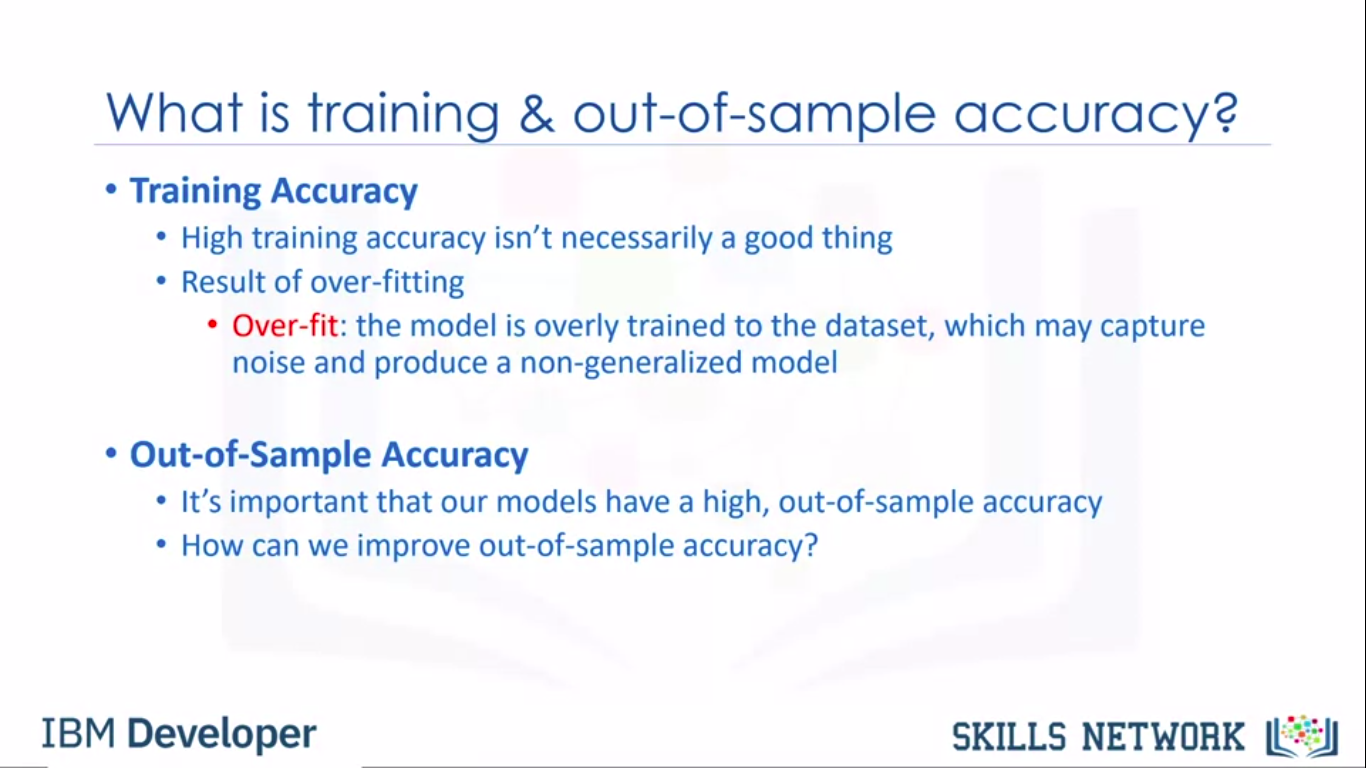 What is training & out-of-sample accuracy?
• Training Accuracy
• High training accuracy isn’t necessarily a good thing
• Result of over-fitting
• Over-fit: the model is overly trained to the dataset, which may capture
noise and produce a non-generalized model
• Out-of-Sample Accuracy
• It’s important that our models have a high, out-of-sample accuracy
• How can we improve out-of-sample accuracy?
IBM Developer
SKILLS NETWORK